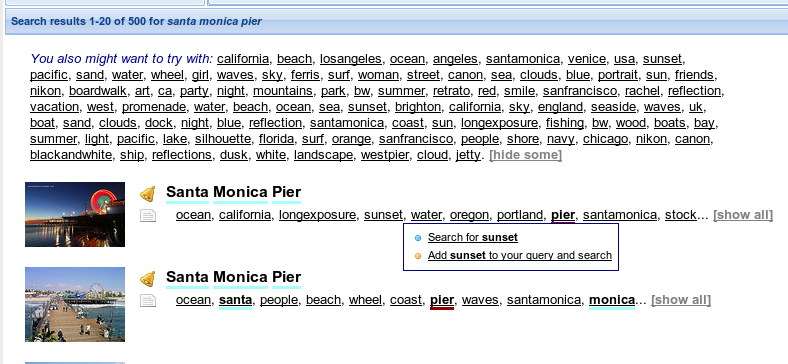 Search results 1-20 of 500 for santa monica pier
You also might want to try with: california, beach, losangeles, ocean, angeles, santamonica, venice, usa, sunset,
pacific, sand, water, wheel, girl, waves, sky, ferris, surf, woman, street, canon, sea, clouds, blue, portrait, sun, friends,
nikon, boardwalk, art, ca, party, night, mountains, park, bw, summer, retrato, red, smile, sanfrancisco, rachel, reflection,
vacation, west, promenade, water, beach, ocean, sea, sunset, brighton, california, sky, england, seaside, waves, uk,
boat, sand, clouds, dock, night, blue, reflection, santamonica, coast, sun, longexposure, fishing, bw, wood, boats, bay,
summer, light, pacific, lake, silhouette, florida, surf, orange, sanfrancisco, people, shore, navy, chicago, nikon, canon,
blackandwhite, ship, reflections, dusk, white, landscape, westpier, cloud, jetty. [hide some]
Santa Monica Pier
ocean, california, longexposure, sunset, water, oregon, portland, pier, santamonica, stock... [show all]
Search for sunset
Add sunset to your query and search
Santa Monica Pier
ocean, santa, people, beach, wheel, coast, pier, waves, santamonica, monica... [show all]